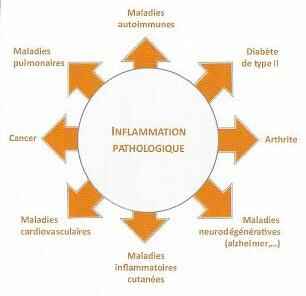 Maladies
autoimmunes
Maladies
pulmonaires
Diabète
de type II
Cancer
INFLAMMATION
PATHOLOGIQUE
Arthrite
Maladies
cardiovasculaires
Maladies
neurodégénératives
(alzheimer,...)
Maladies
inflammatoires
cutanées